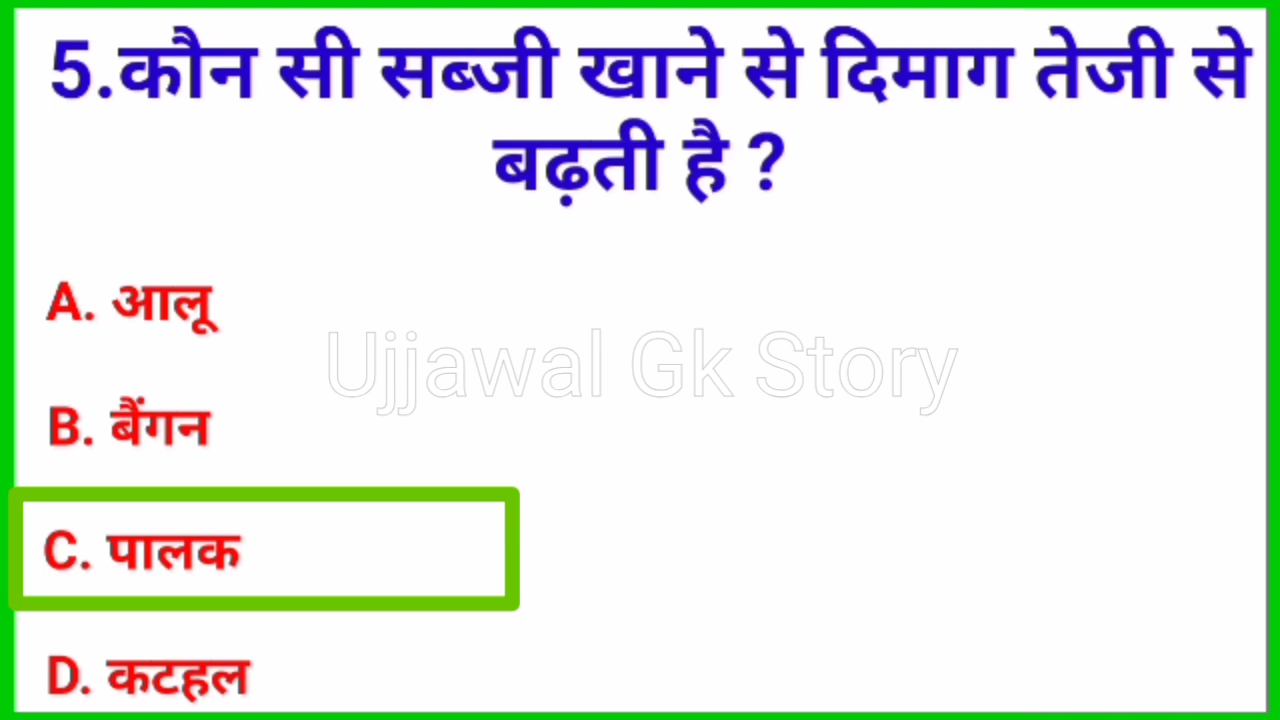 5.कौन सी सब्जी खाने से दिमाग तेजी से
बढ़ती है ?
A. आलू
Ujjawal Gk Story
B. बैंगन
C. पालक
D. कटहल